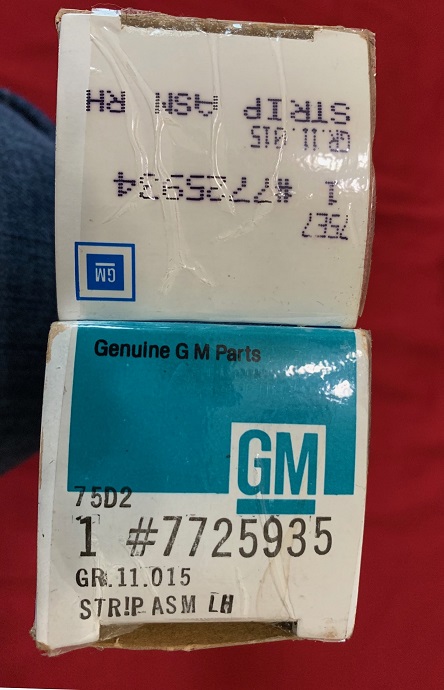 GM
75E7
1 #7725934
GR.11.015
STRIP ASM RH
Genuine G M Parts
GM
75D2
1 #7725935
GR.11.015
STRIP ASM LH